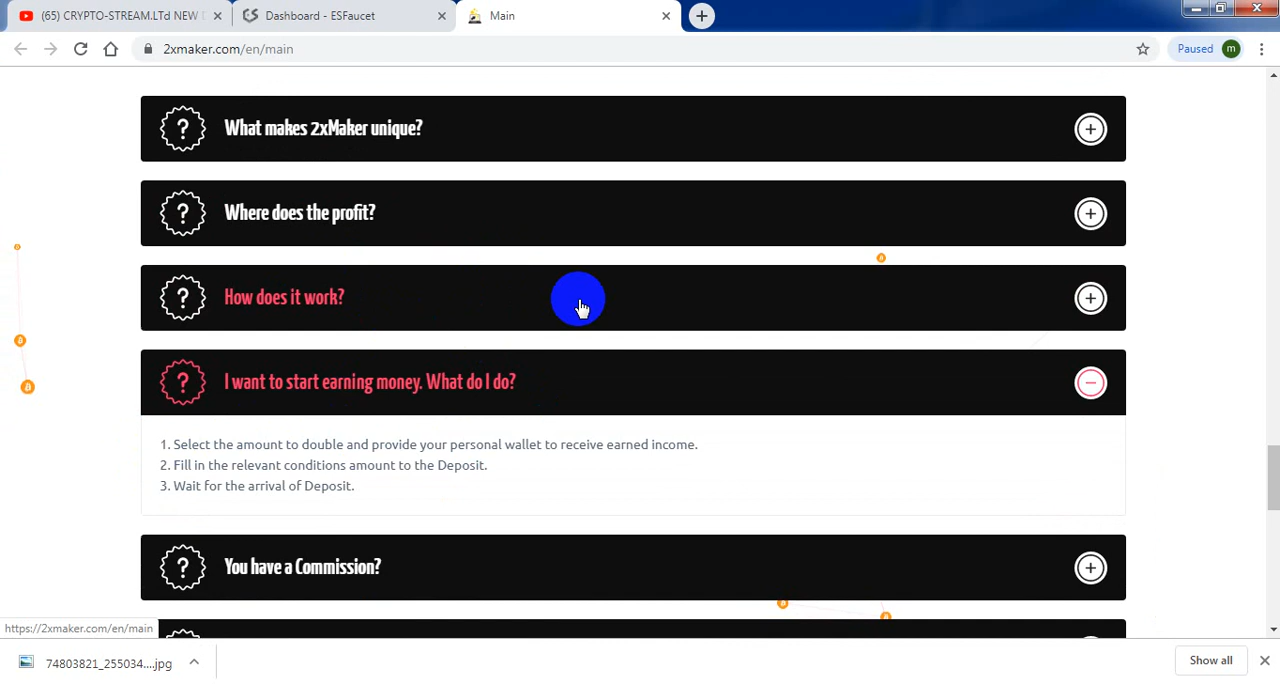 (65) CRYPTO-STREAM.LTd NEW
Dashboard - ESFaucet
Main
2xmaker.com/en/main
Paused
m
What makes 2xMaker unique?
Where does the profit?
How does it work?
I want to start earning money. What do I do?
1. Select the amount to double and provide your personal wallet to receive earned income.
2. Fill in the relevant conditions amount to the Deposit.
3. Wait for the arrival of Deposit.
You have a Commission?
https://2xmaker.com/en/main
74803821_255034....jpg
Show all